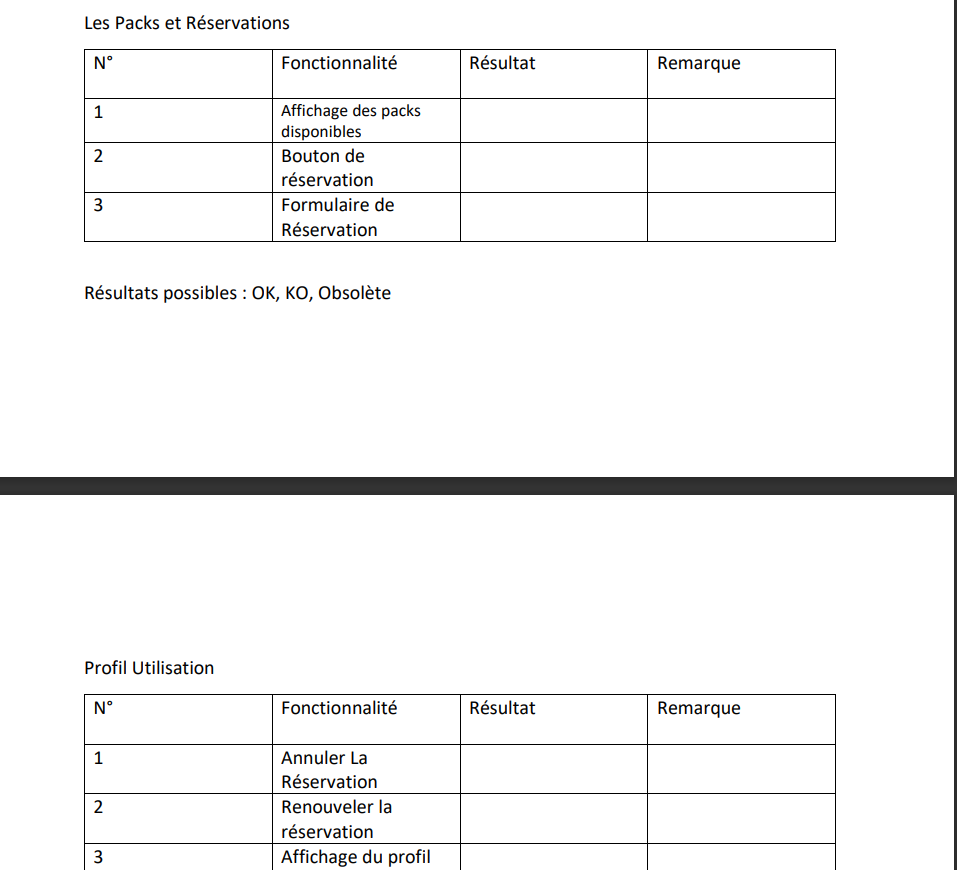 Les Packs et Réservations
N° Fonctionnalité Résultat Remarque
1 Affichage des packs
disponibles
2 Bouton de
réservation
3 Formulaire de
Réservation
Résultats possibles : OK, KO, Obsolète
Profil Utilisation
N° Fonctionnalité Résultat Remarque
1 Annuler La
Réservation
2 Renouveler la
réservation
3 Affichage du profil